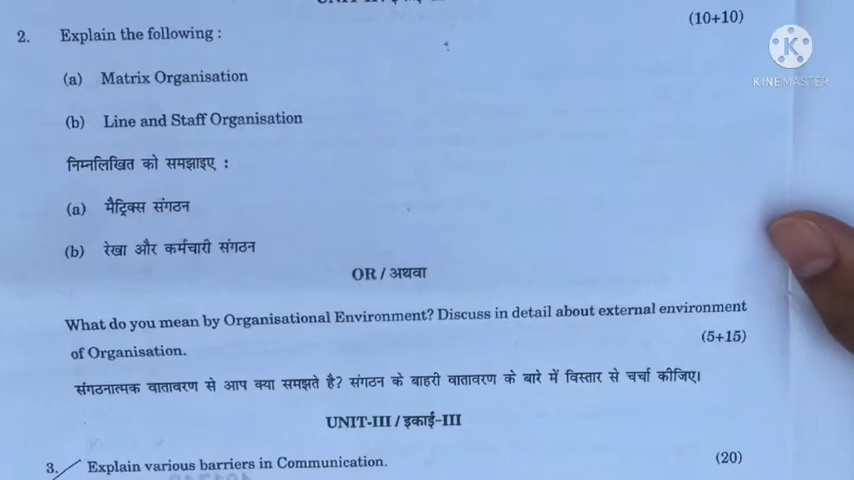 (10+10)
2. Explain the following :
(a) Matrix Organisation
(b) Line and Staff Organisation
निम्नलिखित को समझाइए :
(a) मैट्रिक्स संगठन
(b) रेखा और कर्मचारी संगठन
OR / अथवा
What do you mean by Organisational Environment? Discuss in detail about external environment
of Organisation. (5+15)
संगठनात्मक वातावरण से आप क्या समझते है? संगठन के बाहरी वातावरण के बारे में विस्तार से चर्चा कीजिए।
UNIT-III / इकाई-III
3. Explain various barriers in Communication. (20)
K
KINEMASTER